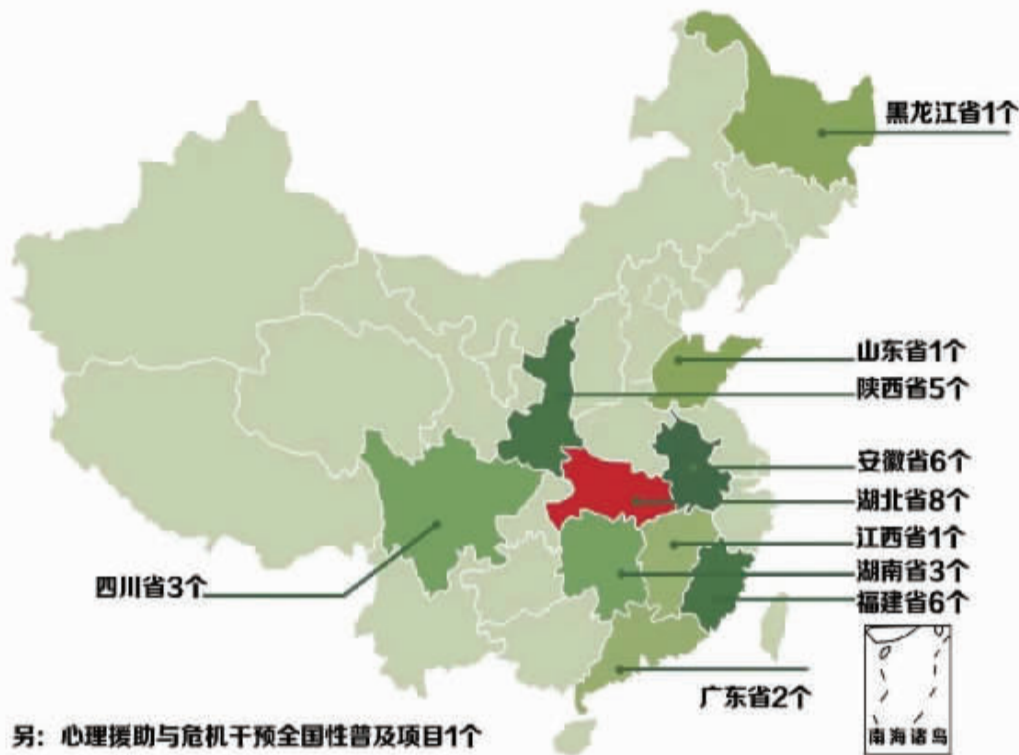 黑龙江省1个
山东省1个
陕西省5个
安徽省6个
湖北省8个
江西省1个
湖南省3个
福建省6个
四川省3个
广东省2个
南海诸岛
另：心理援助与危机干预全国性普及项目1个